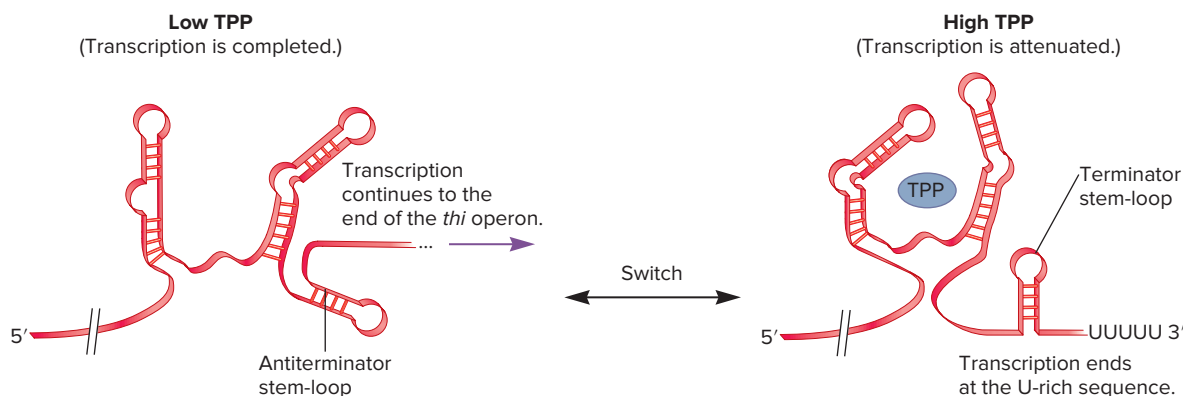 Low TPP
(Transcription is completed.)
Transcription
continues to the
end of the thi operon.
...
5′
Antiterminator
stem-loop
Switch
High TPP
(Transcription is attenuated.)
TPP
Terminator
stem-loop
5′
UUUUU 3′
Transcription ends
at the U-rich sequence.